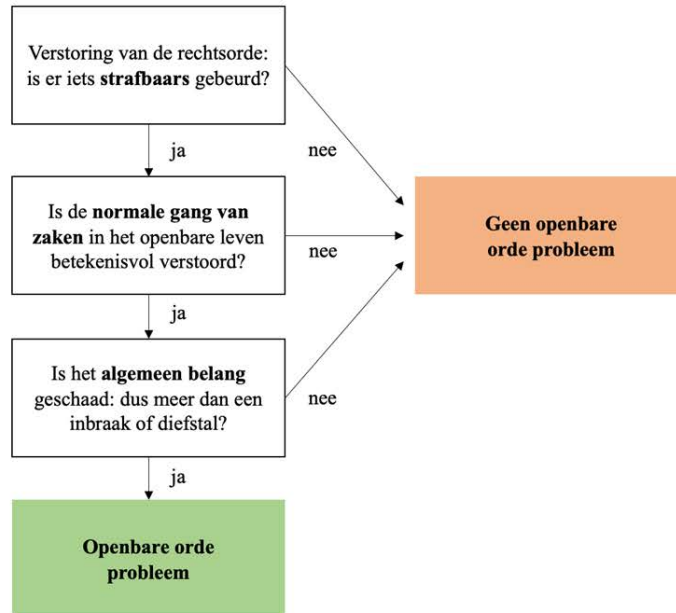 Verstoring van de rechtsorde:
is er iets strafbaars gebeurd?
ja
nee
Is de normale gang van
zaken in het openbare leven
betekenisvol verstoord?
nee
Geen openbare
orde probleem
ja
Is het algemeen belang
geschaad: dus meer dan een
inbraak of diefstal?
nee
ja
Openbare orde
probleem